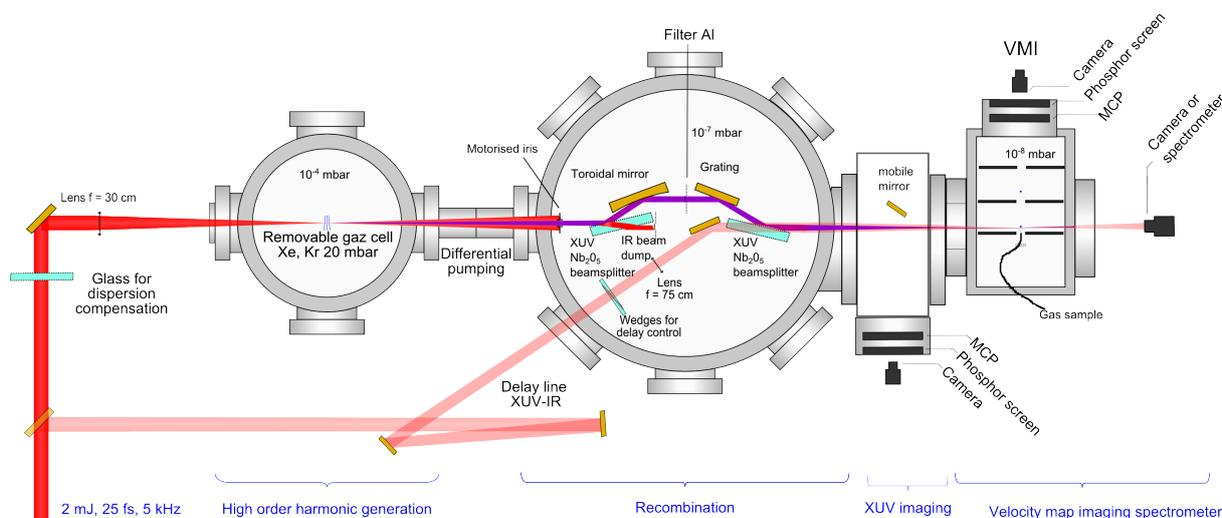 Filter Al
VMI
Camera
Phosphor screen
MCP
Camera or
spectrometer
Motorised iris
10-7 mbar
10-8 mbar
10-4 mbar
Toroidal mirror
Grating
mobile
mirror
Lens f = 30 cm
Removable gaz cell
Xe, Kr 20 mbar
Differential
pumping
XUV
Nb205
beamsplitter
IR beam
dump
Lens
f = 75 cm
XUV
Nb205
beamsplitter
Glass for
dispersion
compensation
Wedges for
delay control
Gas sample
MCP
Phosphor screen
Camera
Delay line
XUV-IR
2 mJ, 25 fs, 5 kHz
High order harmonic generation
Recombination
XUV imaging
Velocity map imaging spectrometer